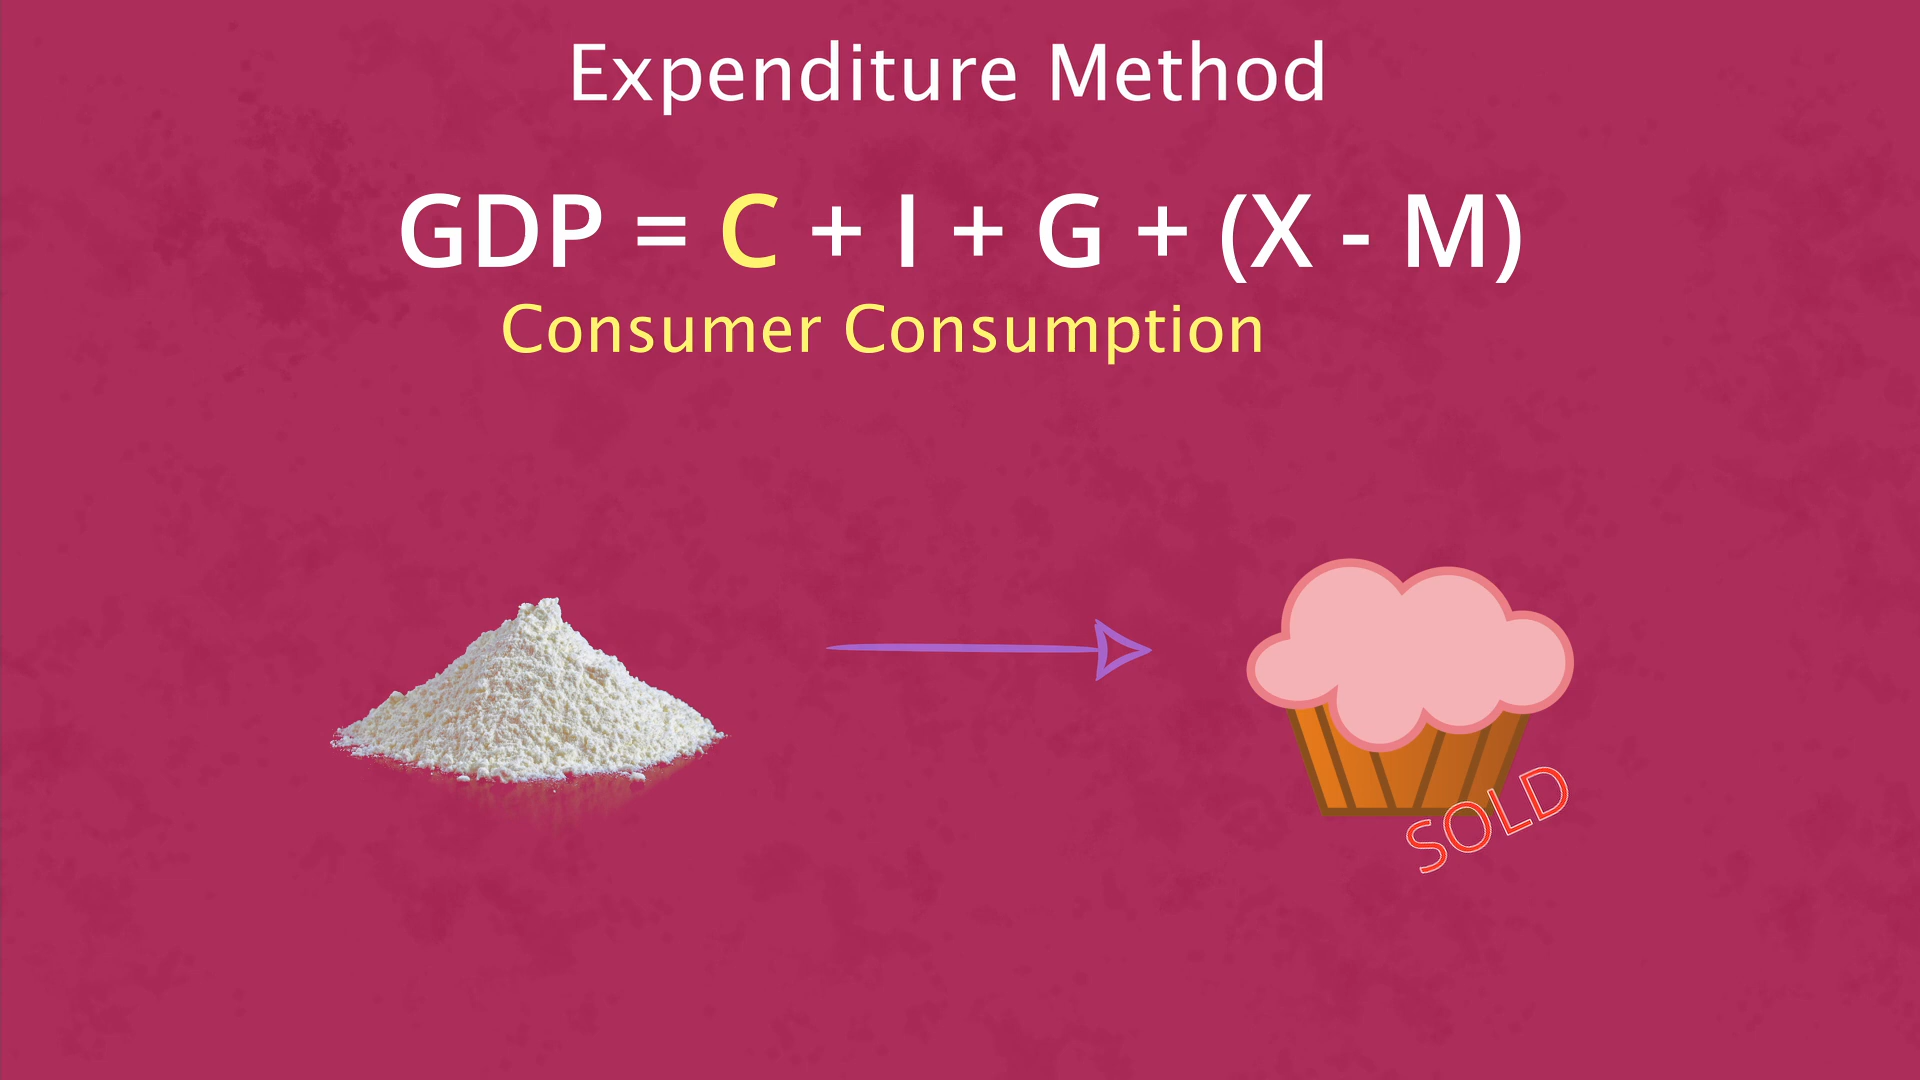 Expenditure Method
GDP = C + I + G + (X - M)
Consumer Consumption
SOLD